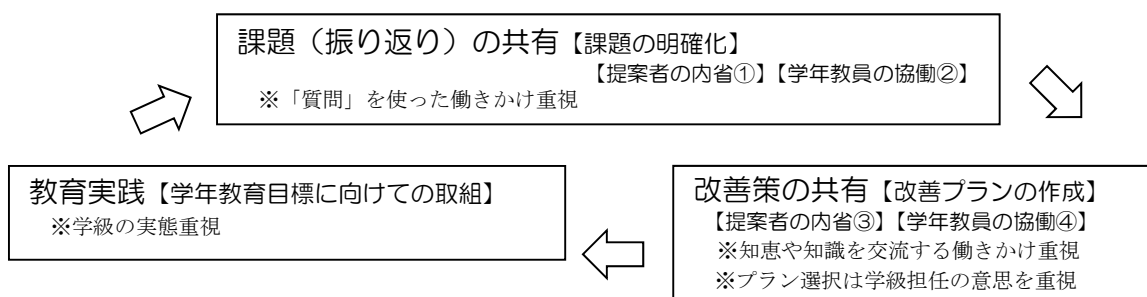 課題（振り返り）の共有【課題の明確化】
【提案者の内省①】【学年教員の協働②】
※「質問」を使った働きかけ重視
教育実践【学年教育目標に向けての取組】
※学級の実態重視
改善策の共有【改善プランの作成】
【提案者の内省③】【学年教員の協働④】
※知恵や知識を交流する働きかけ重視
※プラン選択は学級担任の意思を重視